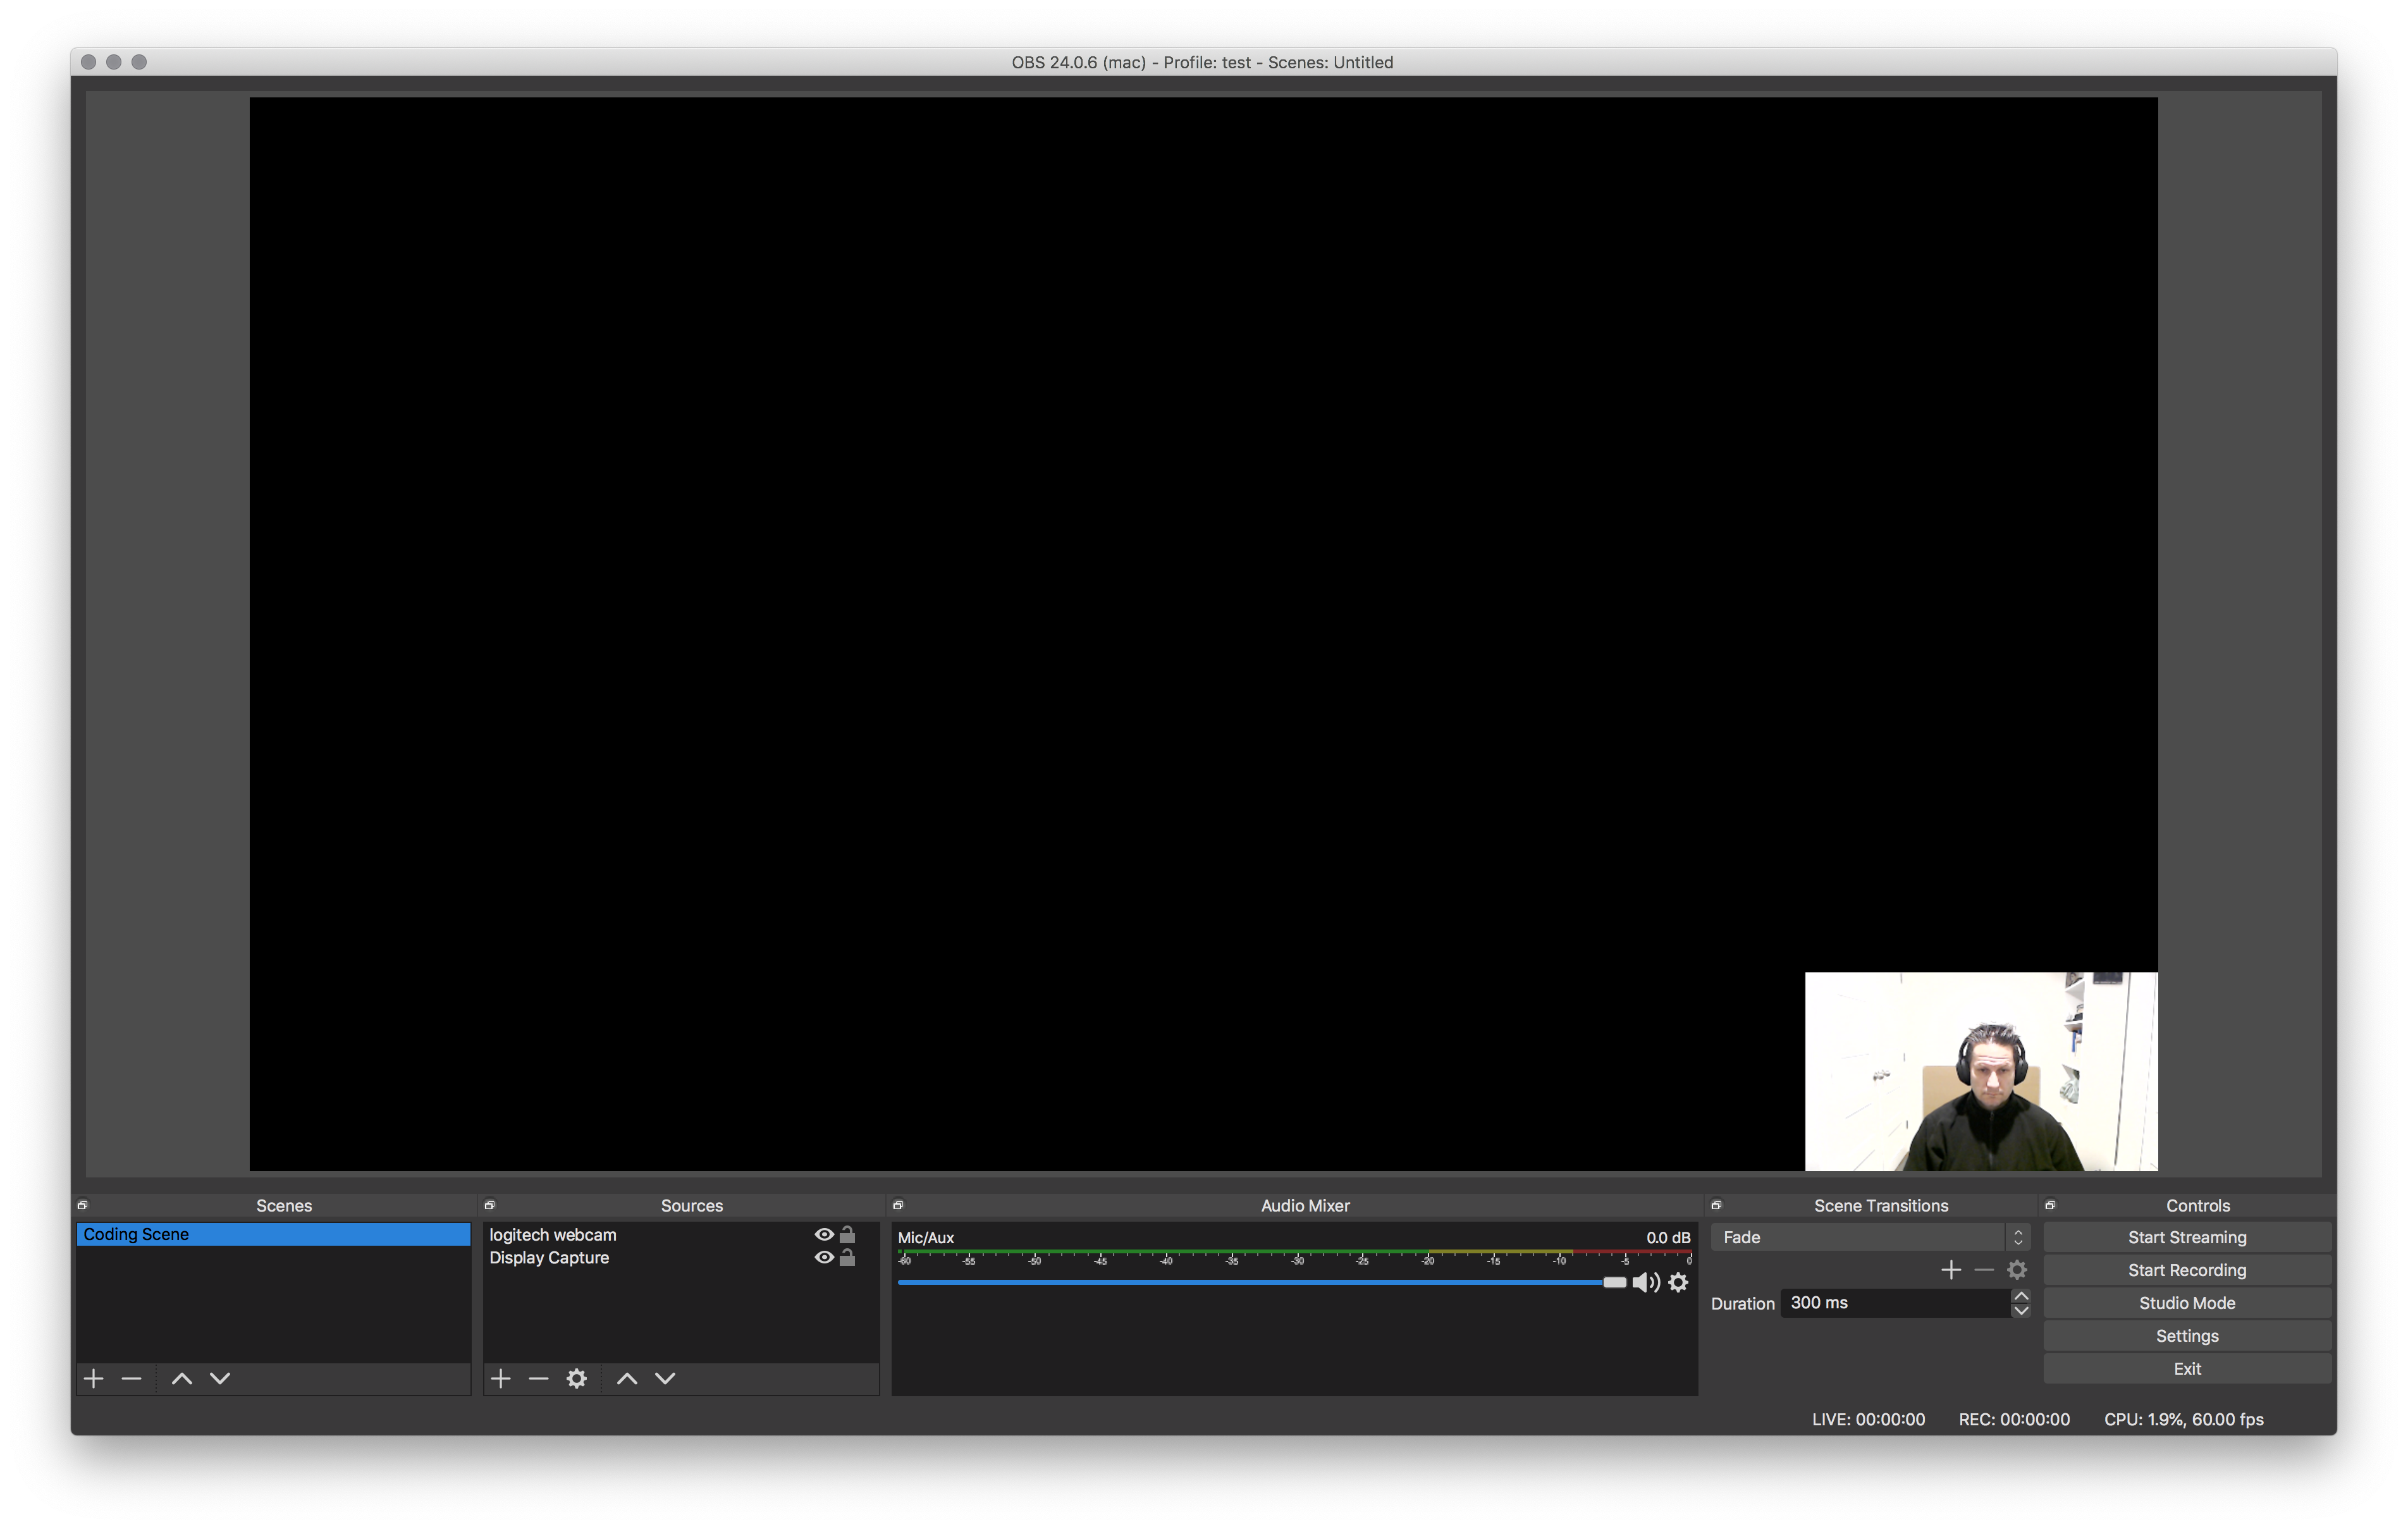 OBS 24.0.6 (mac) - Profile: test - Scenes: Untitled
Scenes
Coding Scene
Sources
logitech webcam
Display Capture
Audio Mixer
Mic/Aux 0.0 dB
-60 -55 -50 -45 -40 -35 -30 -25 -20 -15 -10 -5 0
Scene Transitions
Fade
Duration 300 ms
Controls
Start Streaming
Start Recording
Studio Mode
Settings
Exit
LIVE: 00:00:00 REC: 00:00:00 CPU: 1.9%, 60.00 fps